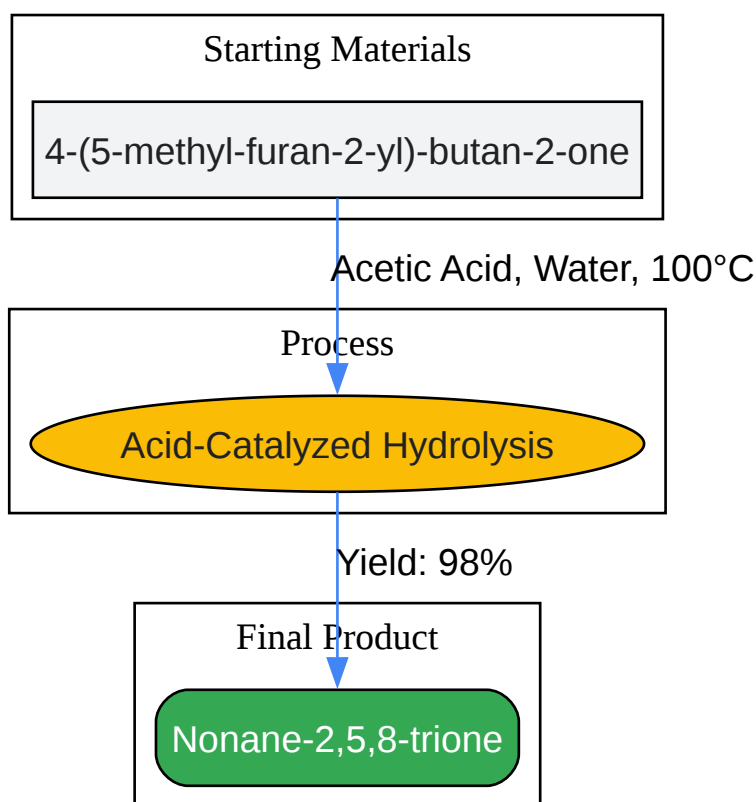 Starting Materials
4-(5-methyl-furan-2-yl)-butan-2-one
Acetic Acid, Water, 100°C
Process
Acid-Catalyzed Hydrolysis
Yield: 98%
Final Product
Nonane-2,5,8-trione